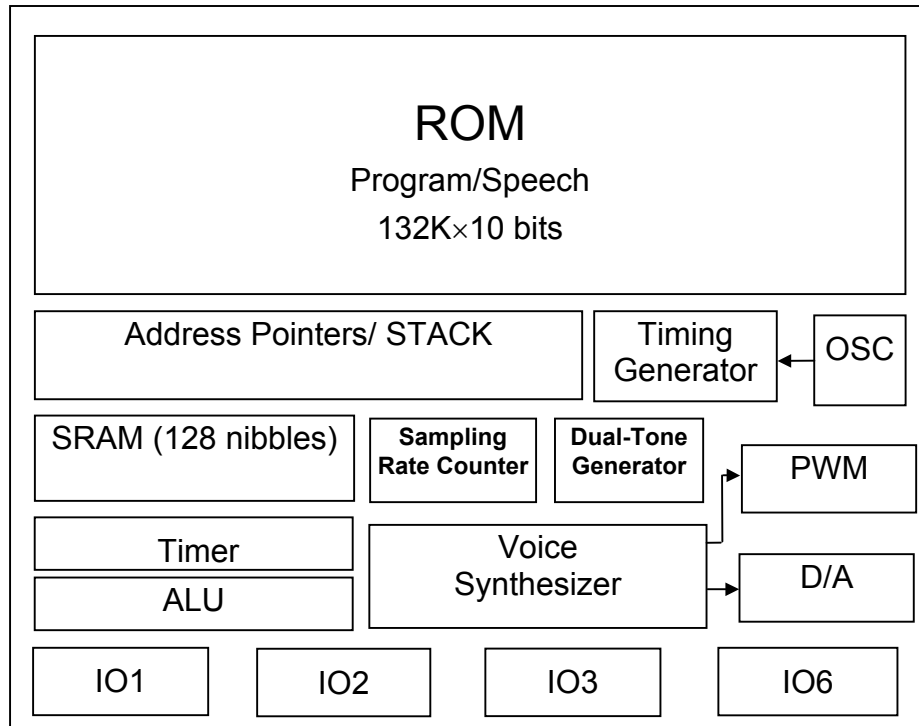 ROM
Program/Speech
132K×10 bits
Address Pointers/ STACK
Timing
Generator
OSC
SRAM (128 nibbles)
Sampling
Rate Counter
Dual-Tone
Generator
PWM
Timer
Voice
Synthesizer
D/A
ALU
IO1
IO2
IO3
IO6